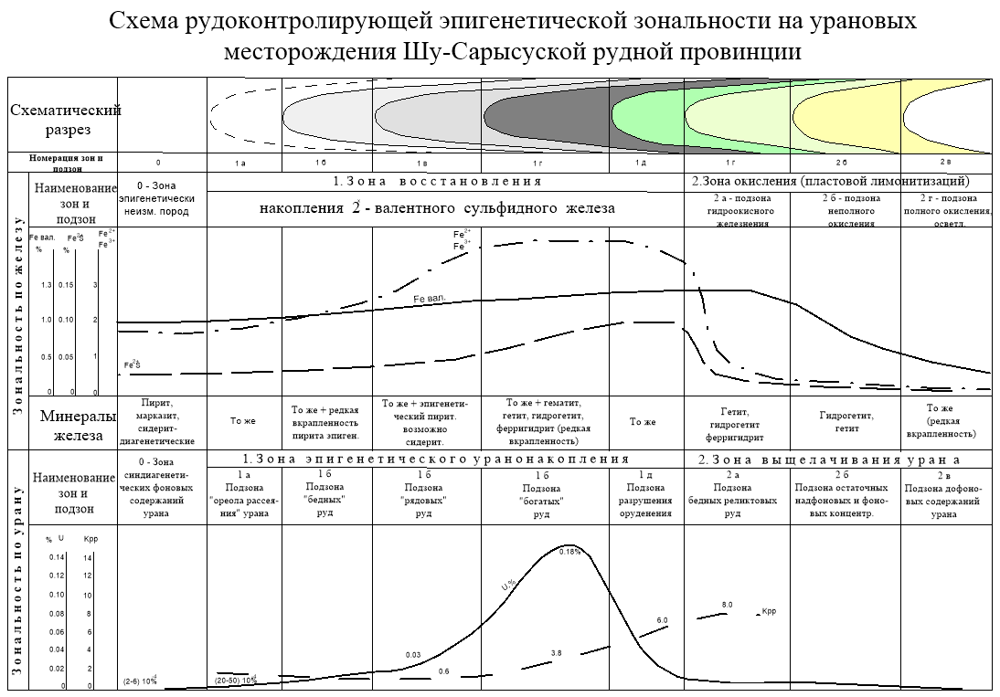 Схема рудоконтролирующей эпигенетической зональности на урановых
месторождения Шу-Сарысуской рудной провинции
Схематический
разрез
Номерация зон и
подзон
0
1 а
1 б
1 в
1 г
1 д
1 г
2 б
2 в
Зональность по железу
Наименование
зон и
подзон
0 - Зона
эпигенетически
неизм. пород
1. Зона восстановления
накопления 2 - валентного сульфидного железа
2.Зона окисления (пластовой лимонитизаций)
2 а - подзона
гидроокисного
железнения
2 б - подзона
неполного
окисления
2 г - подзона
полного окисления,
осветл.
Fe вал.
%
Fe2+S
%
Fe2+
Fe3+
1.3
0.15
3
1.0
0.10
2
0.5
0.05
1
0
0
0
Fe2+
Fe3+
Fe вал.
Fe2+S
Минералы
железа
Пирит,
марказит,
сидерит-
диагенетические
То же
То же + редкая
вкрапленность
пирита эпиген.
То же + эпигенети-
ческий пирит.
возможно
сидерит.
То же + гематит,
гетит, гидрогетит,
ферригидрит (редкая
вкрапленность)
То же
Гетит,
гидрогетит
ферригидрит
Гидрогетит,
гетит
То же
(редкая
вкрапленность)
Зональность по урану
Наименование
зон и
подзон
0 - Зона
синдиагенети-
ческих фоновых
содержаний
урана
1. Зона эпигенетического уранонакопления
2. Зона выщелачивания урана
1 а
Подзона
"ореола рассея-
ния" урана
1 б
Подзона
"бедных"
руд
1 б
Подзона
"рядовых"
руд
1 б
Подзона
"богатых"
руд
1 д
Подзона
разрушения
оруденения
2 а
Подзона
бедных реликтовых
руд
2 б
Подзона остаточных
надфоновых и фоно-
вых концентр.
2 в
Подзона дофоно-
вых содержаний
урана
% U
Крр
0.14
14
0.12
12
0.10
10
0.08
8
0.06
6
0.04
4
0.02
2
0
0
(2-6) 10%-4
(20-50) 10%-4
0.03
0.6
U,%
0.18%
3.8
6.0
8.0
Крр